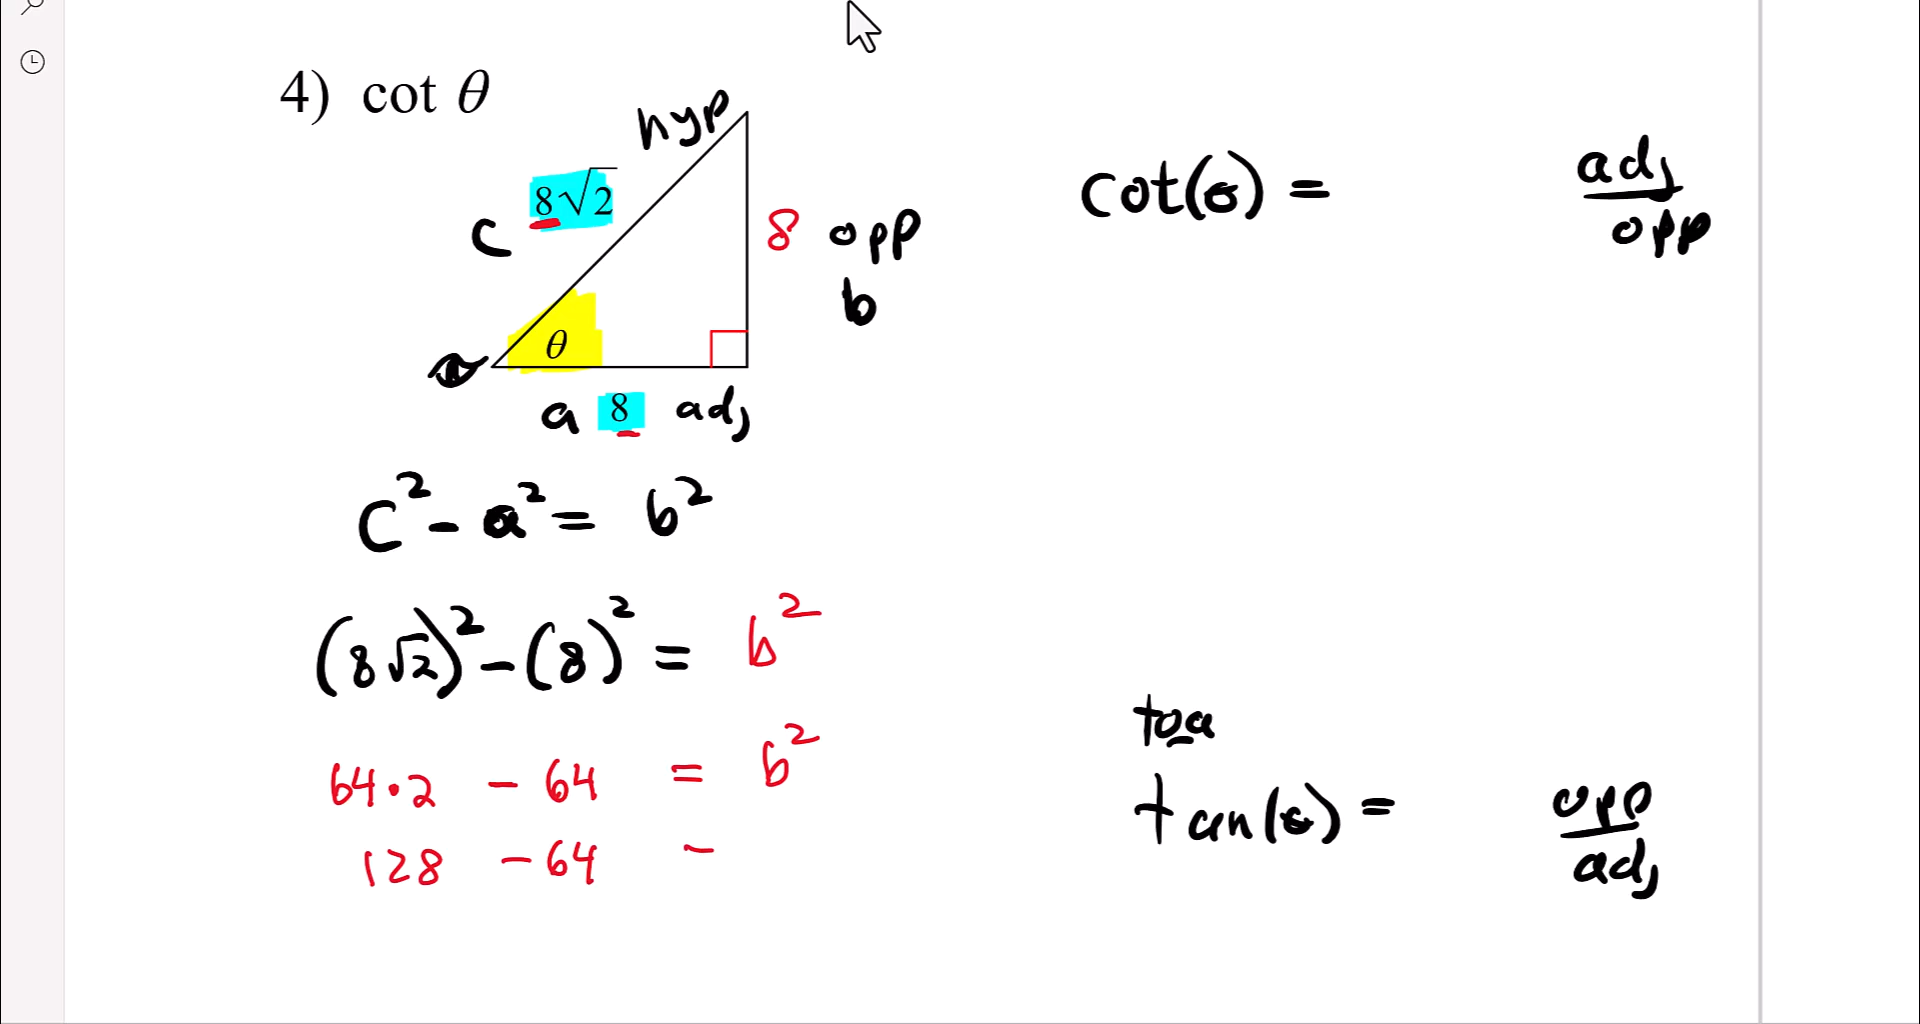 4) cot θ
hyp
8√2
c
8 opp
b
θ
a 8 adj
c² - a² = b²
(8√2)² - (8)² = b²
64·2 - 64 = b²
128 - 64 -
cot(θ) = adj/opp
toa
tan(θ) = opp/adj